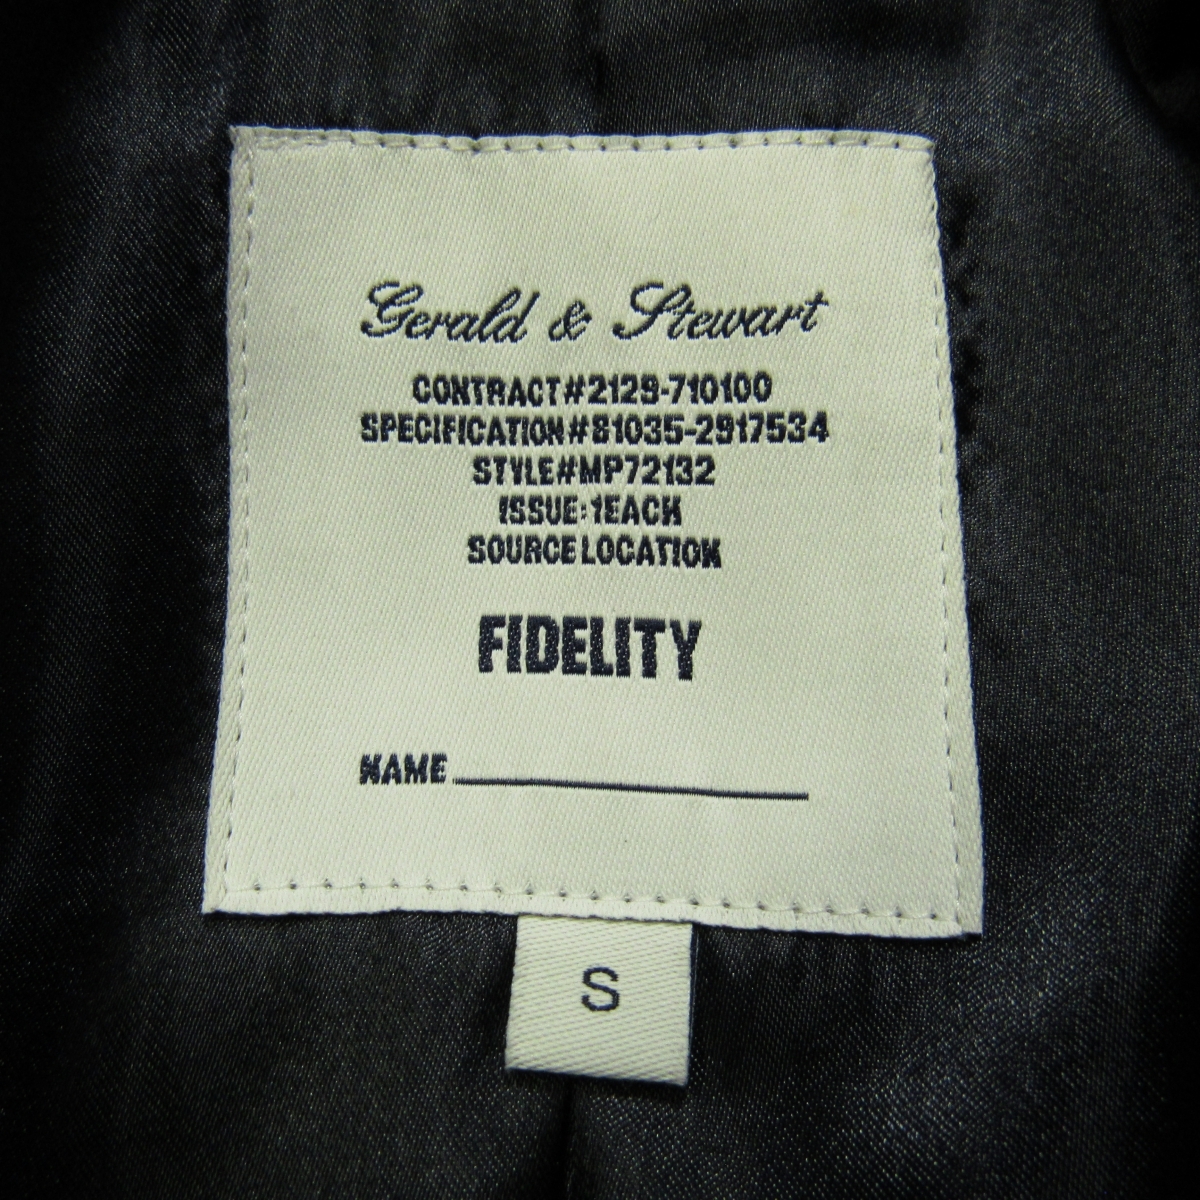 Gerald & Stewart
CONTRACT#2129-710100
SPECIFICATION#81035-2917534
STYLE#MP72132
ISSUE:1EACH
SOURCE LOCATION
FIDELITY
NAME
S